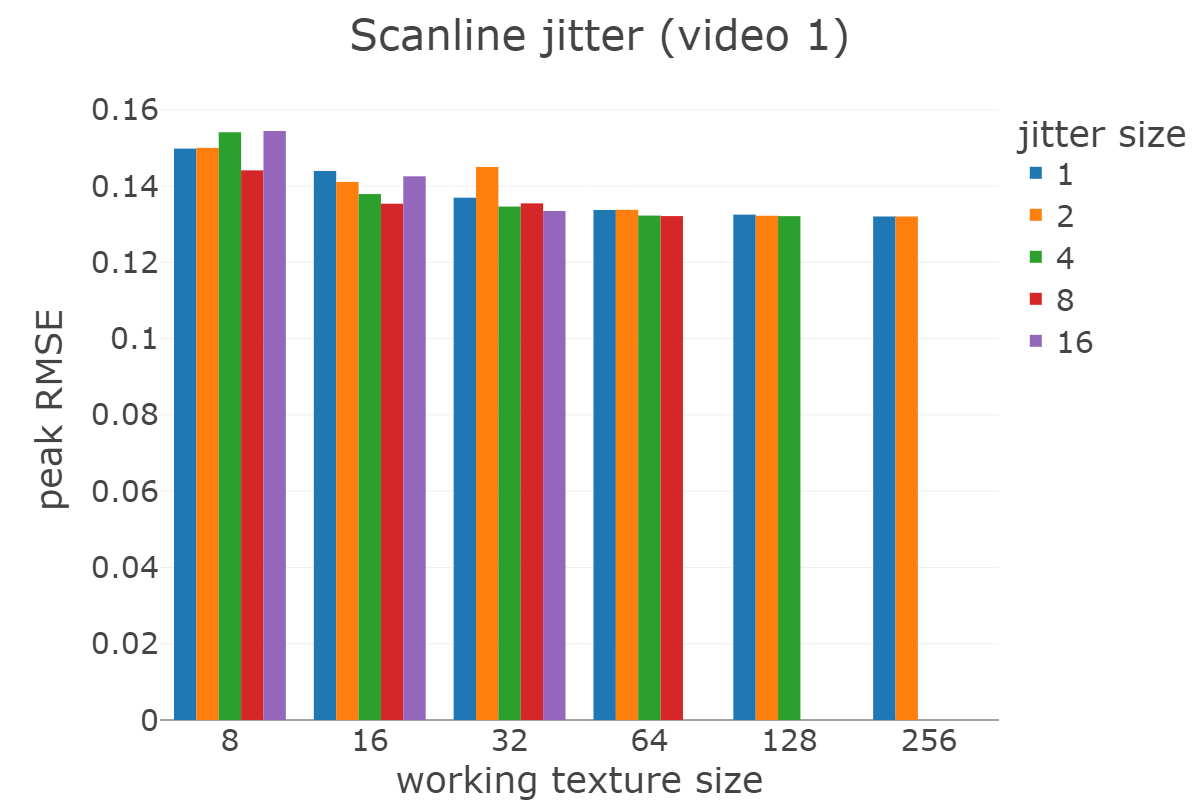 Scanline jitter (video 1)
0.16
0.14
0.12
0.1
0.08
0.06
0.04
0.02
0
peak RMSE
8 16 32 64 128 256
working texture size
jitter size
1
2
4
8
16